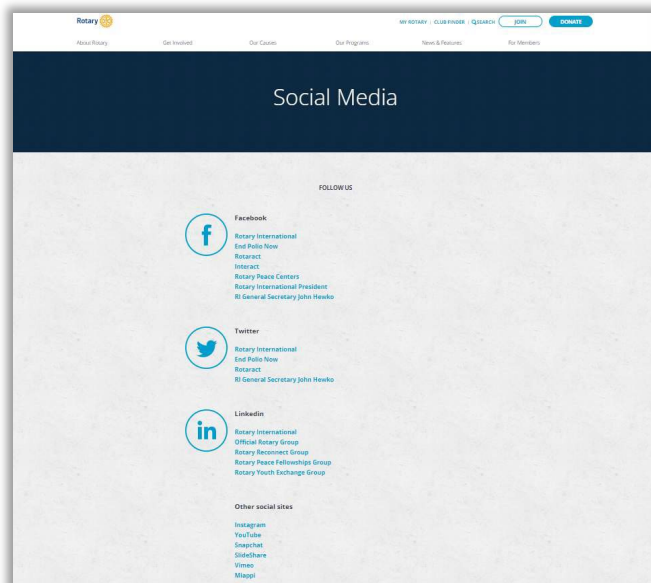 Rotary
MY ROTARY | CLUB FINDER | SEARCH JOIN DONATE
About Rotary Get Involved Our Causes Our Programs News & Features For Members
Social Media
FOLLOW US
Facebook
Rotary International
End Polio Now
Rotaract
Interact
Rotary Peace Centers
Rotary International President
RI General Secretary John Hewko
Twitter
Rotary International
End Polio Now
Rotaract
RI General Secretary John Hewko
Linkedin
Rotary International
Official Rotary Group
Rotary Reconnect Group
Rotary Peace Fellowships Group
Rotary Youth Exchange Group
Other social sites
Instagram
YouTube
Snapchat
SlideShare
Vimeo
Miappi